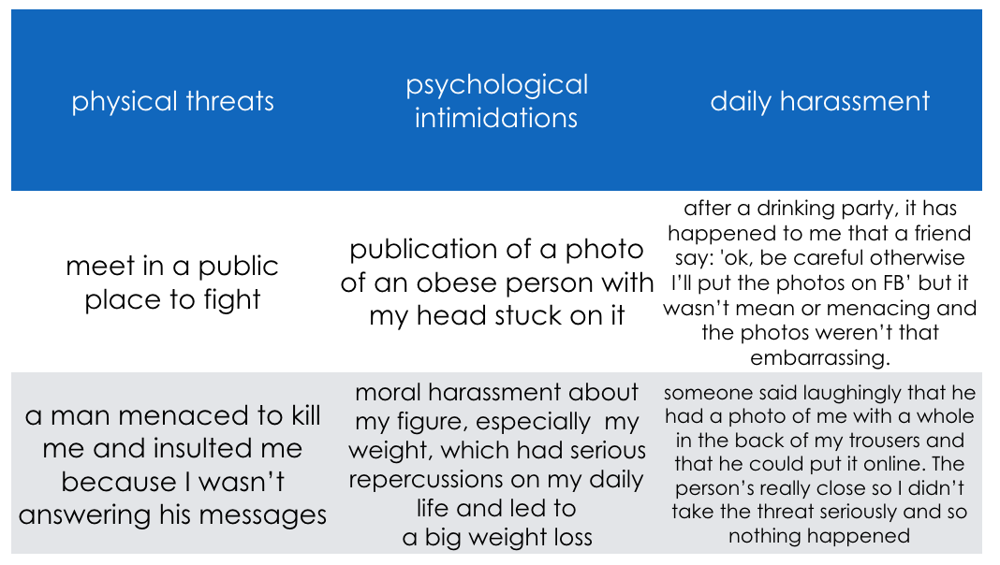 physical threats
psychological
intimidations
daily harassment
meet in a public
place to fight
publication of a photo
of an obese person with
my head stuck on it
after a drinking party, it has
happened to me that a friend
say: 'ok, be careful otherwise
I’ll put the photos on FB’ but it
wasn’t mean or menacing and
the photos weren’t that
embarrassing.
a man menaced to kill
me and insulted me
because I wasn’t
answering his messages
moral harassment about
my figure, especially  my
weight, which had serious
repercussions on my daily
life and led to
a big weight loss
someone said laughingly that he
had a photo of me with a whole
in the back of my trousers and
that he could put it online. The
person’s really close so I didn’t
take the threat seriously and so
nothing happened